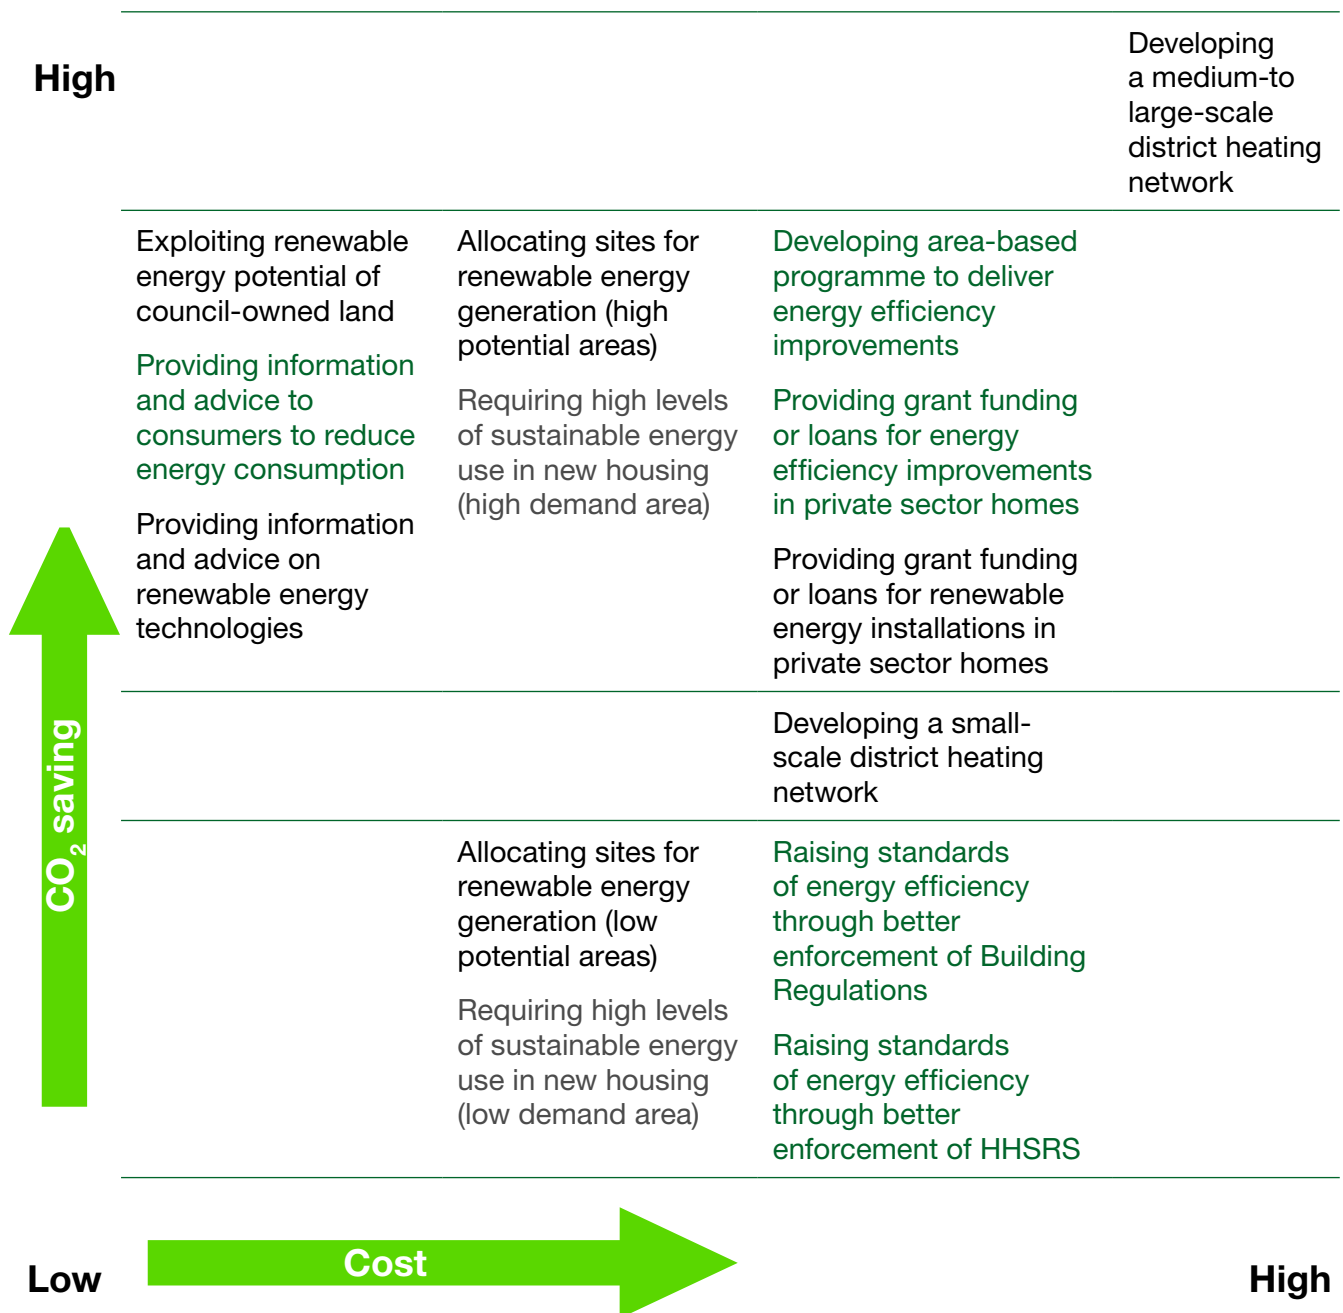 High
Developing
a medium-to
large-scale
district heating
network
Exploiting renewable
energy potential of
council-owned land
Providing information
and advice to
consumers to reduce
energy consumption
Providing information
and advice on
renewable energy
technologies
Allocating sites for
renewable energy
generation (high
potential areas)
Requiring high levels
of sustainable energy
use in new housing
(high demand area)
Developing area-based
programme to deliver
energy efficiency
improvements
Providing grant funding
or loans for energy
efficiency improvements
in private sector homes
Providing grant funding
or loans for renewable
energy installations in
private sector homes
CO₂ saving
Developing a small-
scale district heating
network
Allocating sites for
renewable energy
generation (low
potential areas)
Requiring high levels
of sustainable energy
use in new housing
(low demand area)
Raising standards
of energy efficiency
through better
enforcement of Building
Regulations
Raising standards
of energy efficiency
through better
enforcement of HHSRS
Low
Cost
High